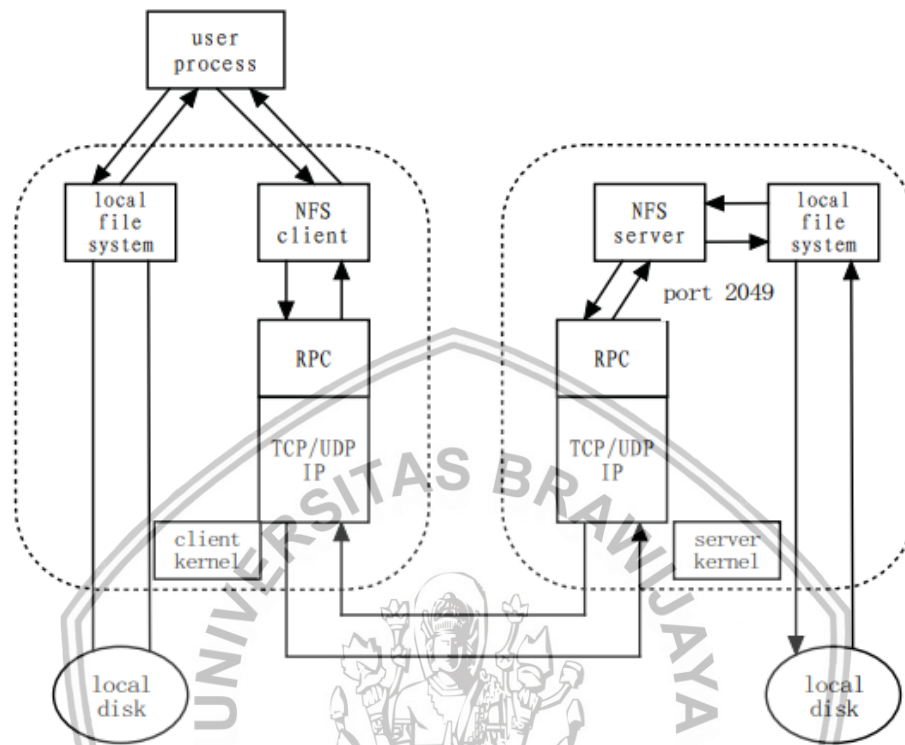 user
process
local
file
system
NFS
client
NFS
server
local
file
system
port 2049
RPC
RPC
TCP/UDP
IP
TCP/UDP
IP
client
kernel
server
kernel
local
disk
local
disk
UNIVERSITAS BRAWIJAYA